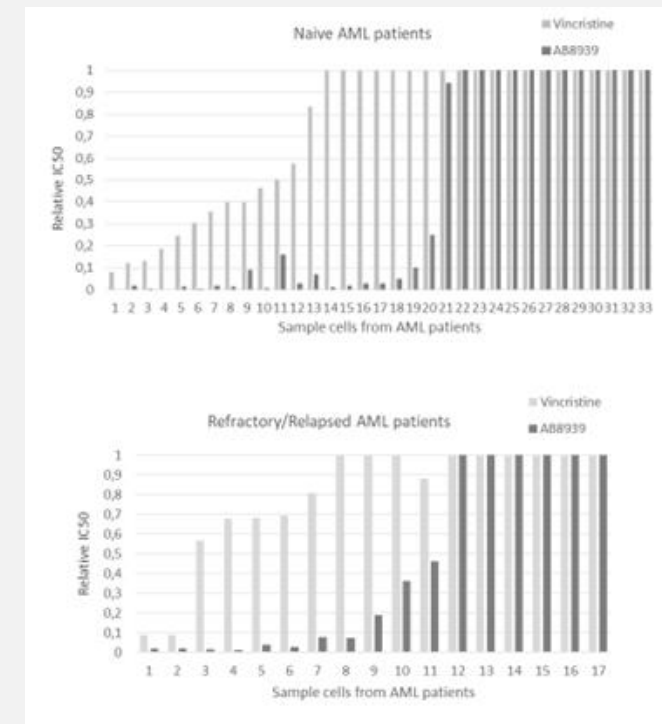 Naive AML patients
Vincristine
AB8939
1
0,9
0,8
0,7
0,6
0,5
0,4
0,3
0,2
0,1
0
Relative IC50
1 2 3 4 5 6 7 8 9 10 11 12 13 14 15 16 17 18 19 20 21 22 23 24 25 26 27 28 29 30 31 32 33
Sample cells from AML patients
Refractory/Relapsed AML patients
Vincristine
AB8939
1
0,9
0,8
0,7
0,6
0,5
0,4
0,3
0,2
0,1
0
Relative IC50
1 2 3 4 5 6 7 8 9 10 11 12 13 14 15 16 17
Sample cells from AML patients